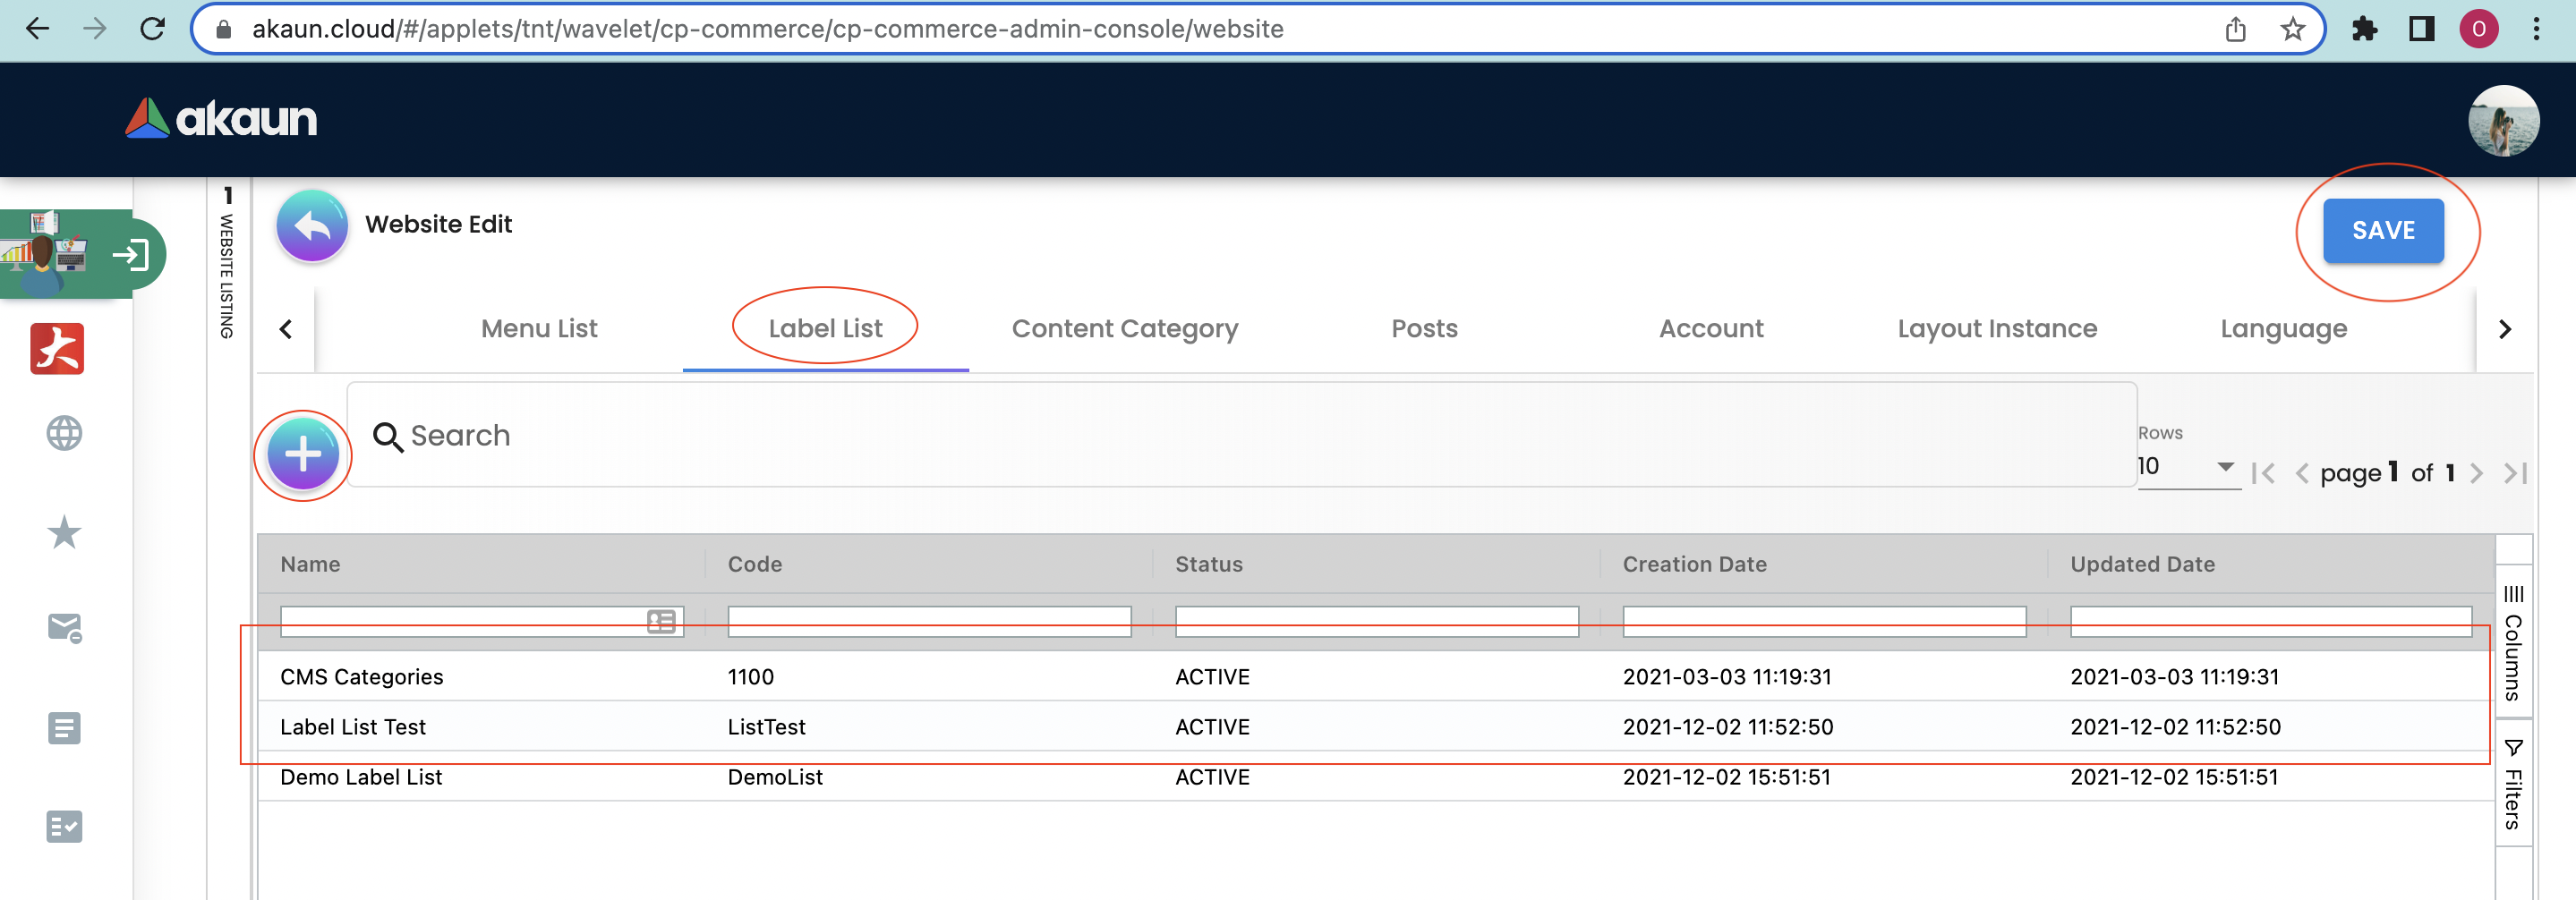 akaun.cloud/#/applets/tnt/wavelet/cp-commerce/cp-commerce-admin-console/website
O
akaun
1
WEBSITE LISTING
Website Edit
SAVE
Menu List
Label List
Content Category
Posts
Account
Layout Instance
Language
Search
Rows
10
page 1 of 1
Name Code Status Creation Date Updated Date
CMS Categories 1100 ACTIVE 2021-03-03 11:19:31 2021-03-03 11:19:31
Label List Test ListTest ACTIVE 2021-12-02 11:52:50 2021-12-02 11:52:50
Demo Label List DemoList ACTIVE 2021-12-02 15:51:51 2021-12-02 15:51:51
Columns
Filters